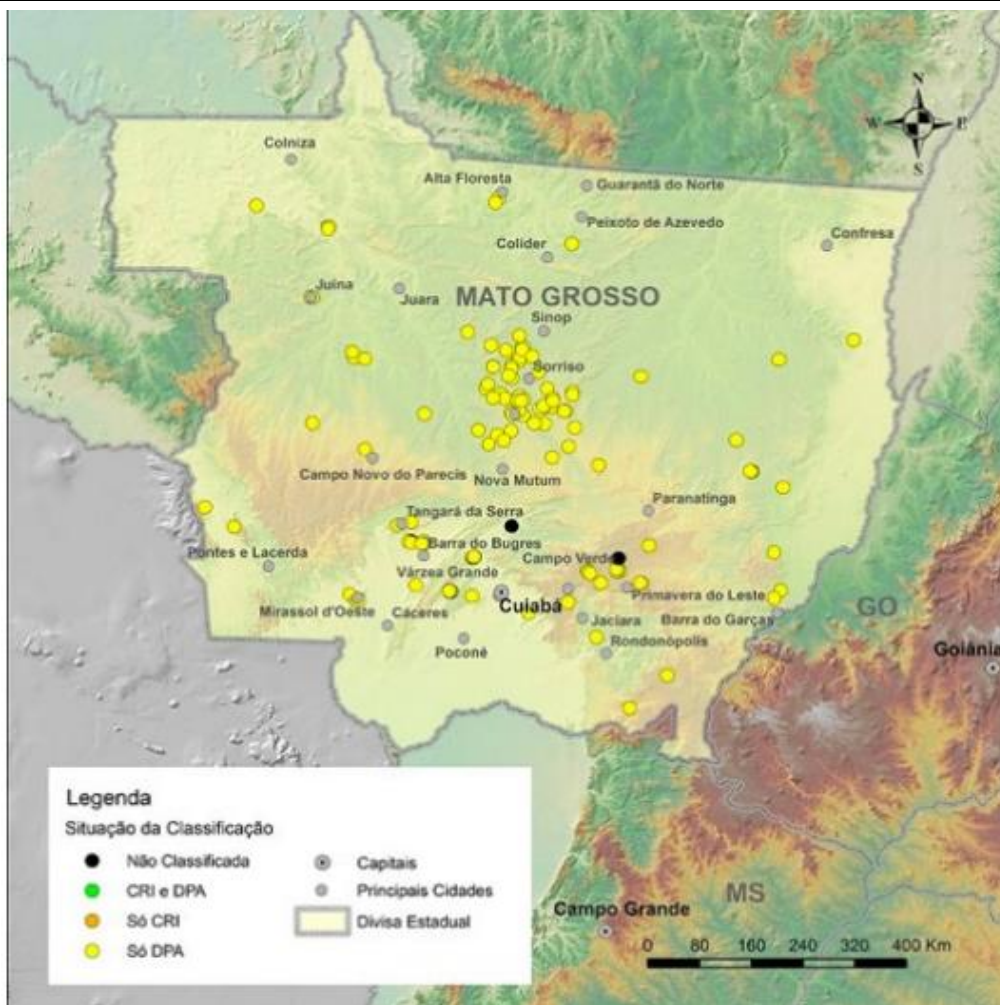 N
W E
S
Colniza
Alta Floresta
Guarantã do Norte
Peixoto de Azevedo
Confresa
Colíder
Juína
Juara
MATO GROSSO
Sinop
Sorriso
Campo Novo do Parecis
Nova Mutum
Paranatinga
Tangará da Serra
Pontes e Lacerda
Barra do Bugres
Campo Verde
Várzea Grande
Primavera do Leste
Mirassol d'Oeste
Cáceres
Cuiabá
Jaciara
Barra do Garças
GO
Poconé
Rondonópolis
Goiânia
Legenda
Situação da Classificação
Não Classificada
CRI e DPA
Só CRI
Só DPA
Capitais
Principais Cidades
Divisa Estadual
MS
Campo Grande
0 80 160 240 320 400 Km